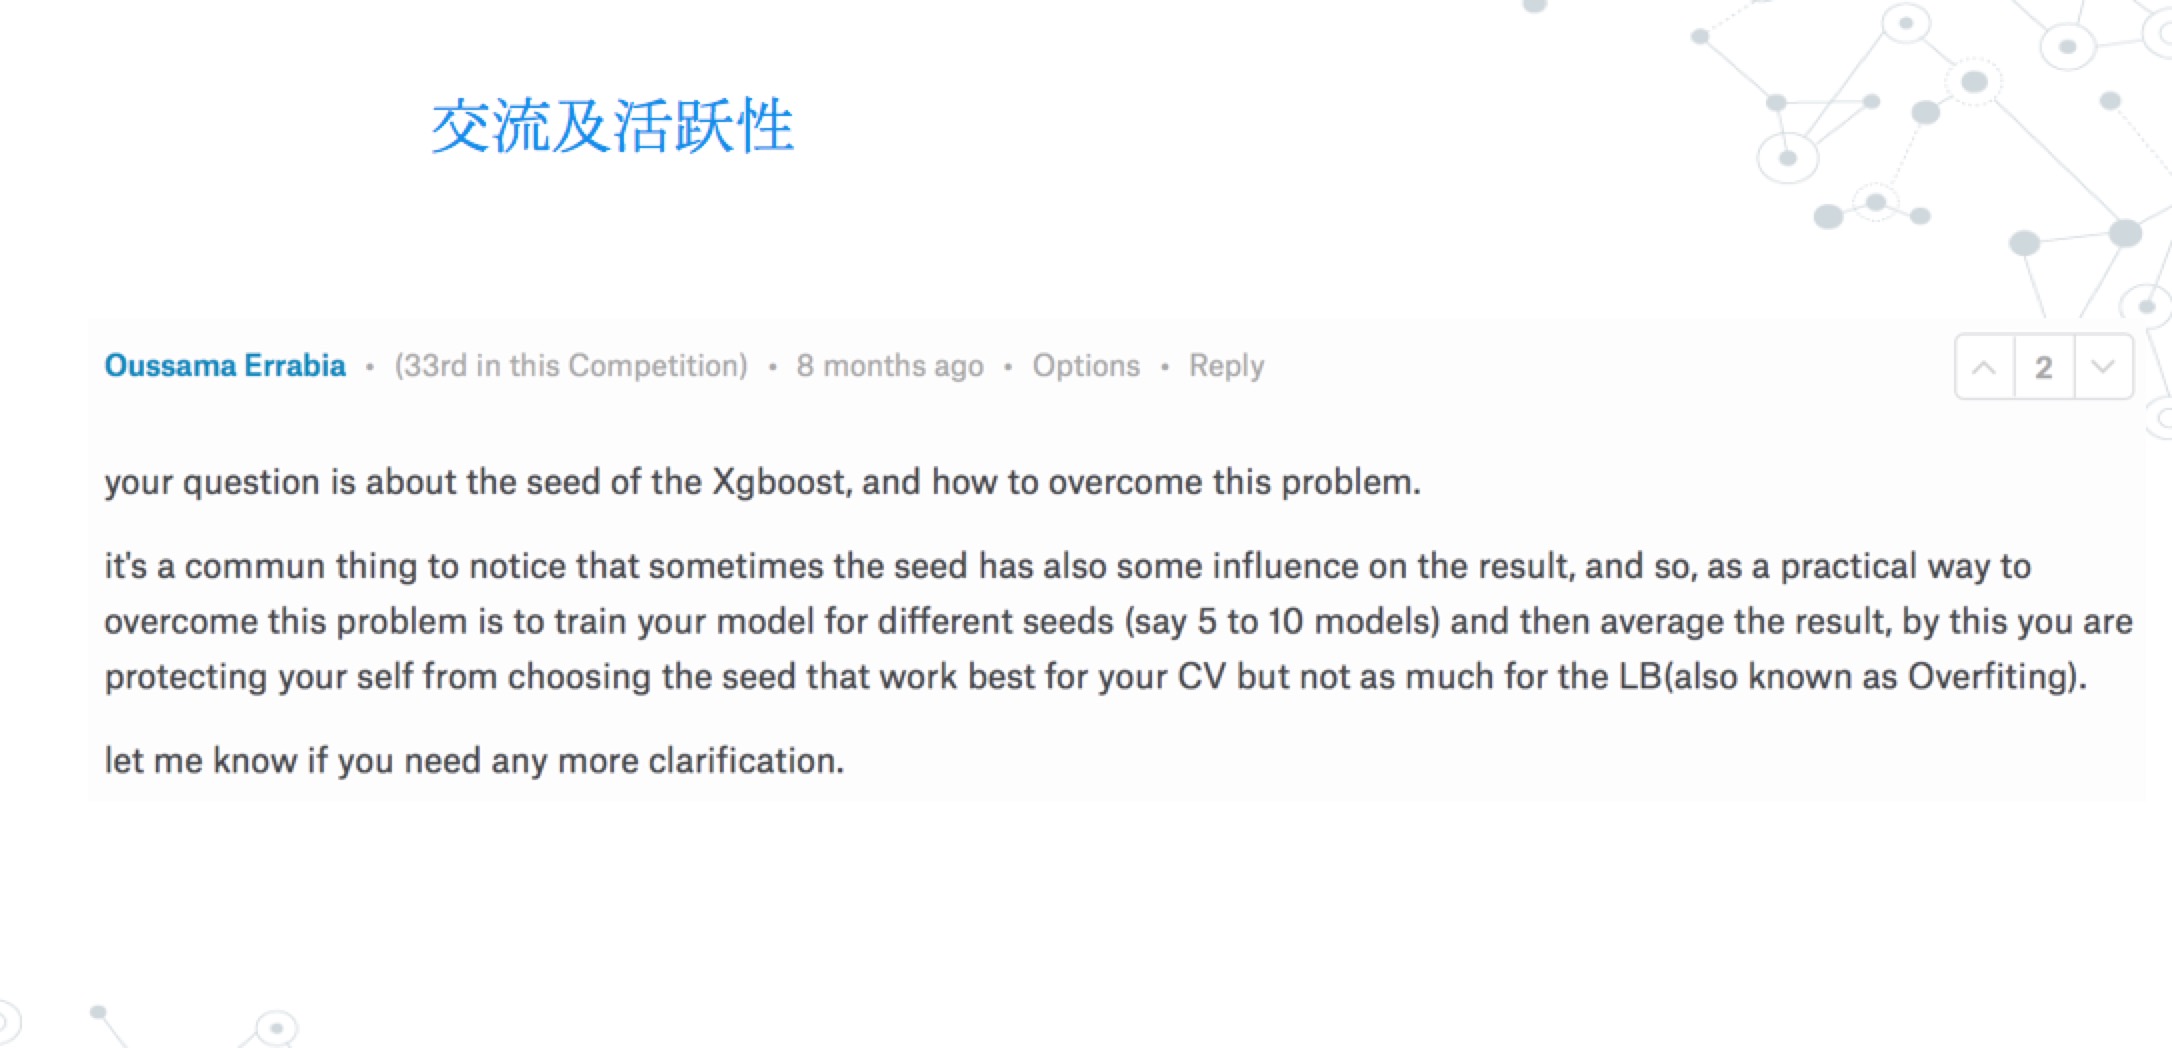 交流及活跃性
Oussama Errabia • (33rd in this Competition) • 8 months ago • Options • Reply
2
your question is about the seed of the Xgboost, and how to overcome this problem.
it's a commun thing to notice that sometimes the seed has also some influence on the result, and so, as a practical way to
overcome this problem is to train your model for different seeds (say 5 to 10 models) and then average the result, by this you are
protecting your self from choosing the seed that work best for your CV but not as much for the LB(also known as Overfiting).
let me know if you need any more clarification.